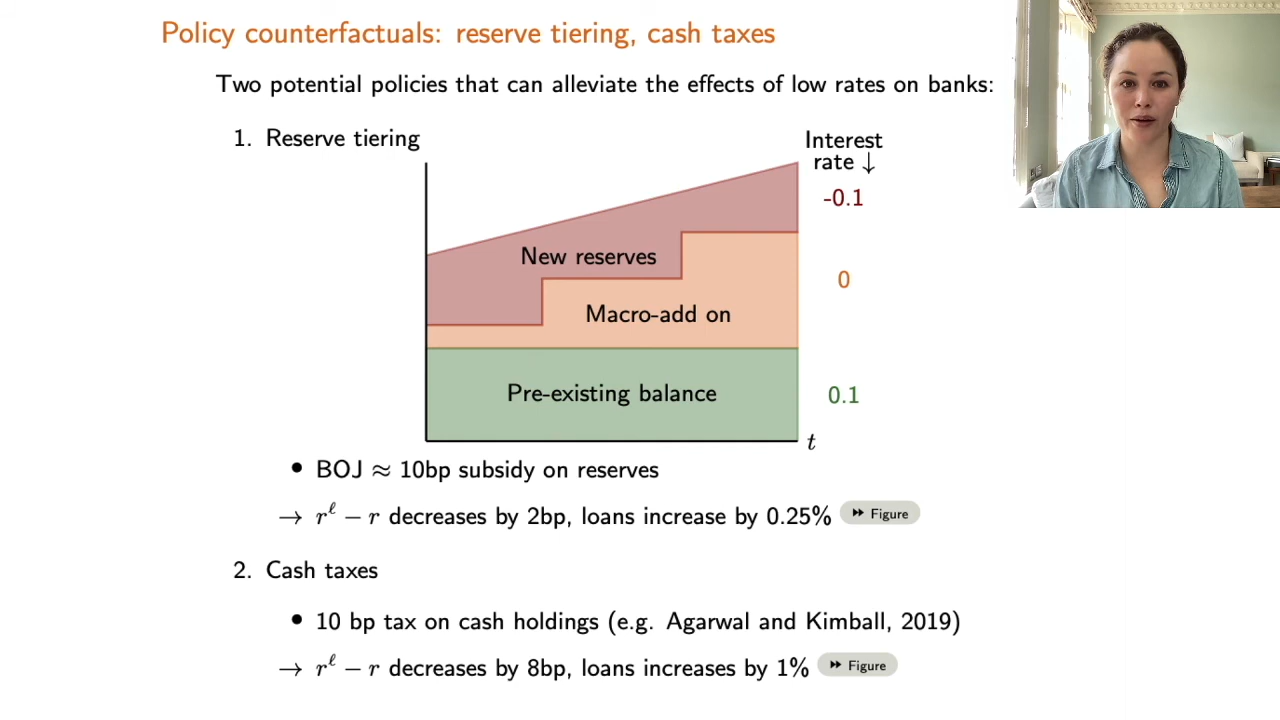 Policy counterfactuals: reserve tiering, cash taxes
Two potential policies that can alleviate the effects of low rates on banks:
1. Reserve tiering
Interest
rate ↓
-0.1
New reserves
0
Macro-add on
Pre-existing balance
0.1
t
• BOJ ≈ 10bp subsidy on reserves
→ r^ℓ − r decreases by 2bp, loans increase by 0.25% Figure
2. Cash taxes
• 10 bp tax on cash holdings (e.g. Agarwal and Kimball, 2019)
→ r^ℓ − r decreases by 8bp, loans increases by 1% Figure